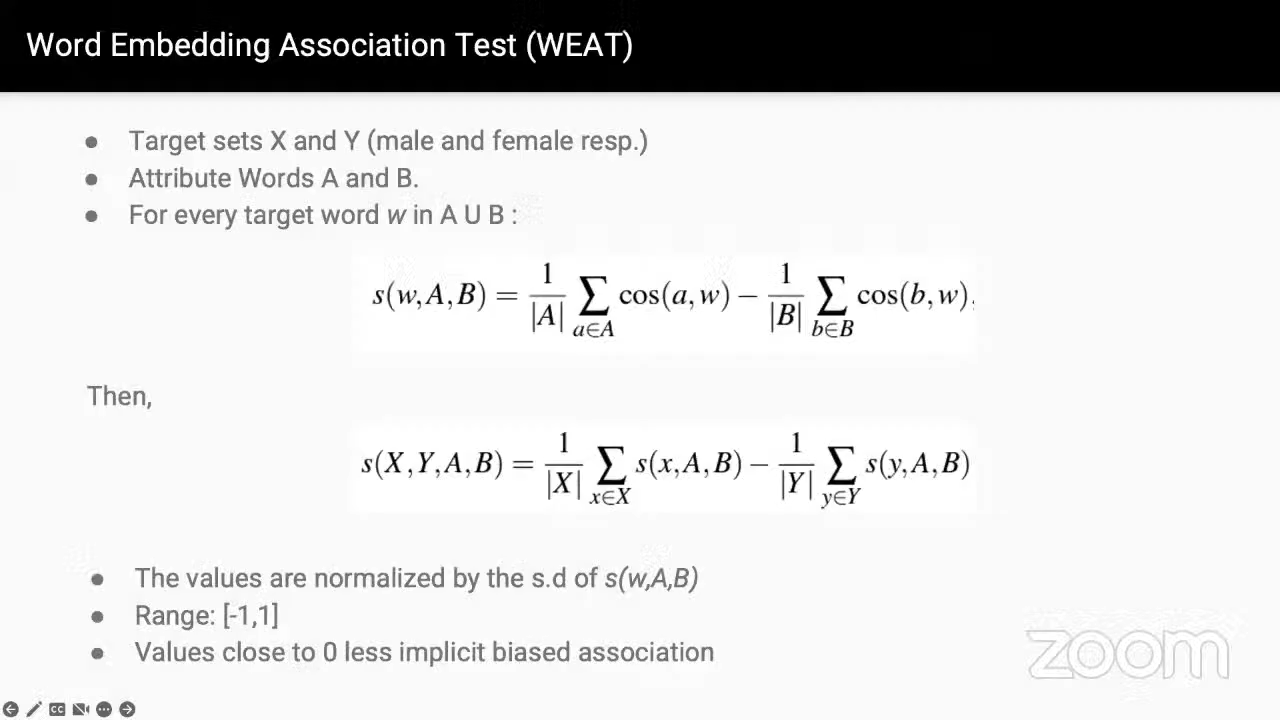 Word Embedding Association Test (WEAT)
● Target sets X and Y (male and female resp.)
● Attribute Words A and B.
● For every target word w in A U B :
s(w,A,B) = 1/|A| ∑_{a∈A} cos(a,w) − 1/|B| ∑_{b∈B} cos(b,w).
Then,
s(X,Y,A,B) = 1/|X| ∑_{x∈X} s(x,A,B) − 1/|Y| ∑_{y∈Y} s(y,A,B)
● The values are normalized by the s.d of s(w,A,B)
● Range: [-1,1]
● Values close to 0 less implicit biased association
zoom
CC